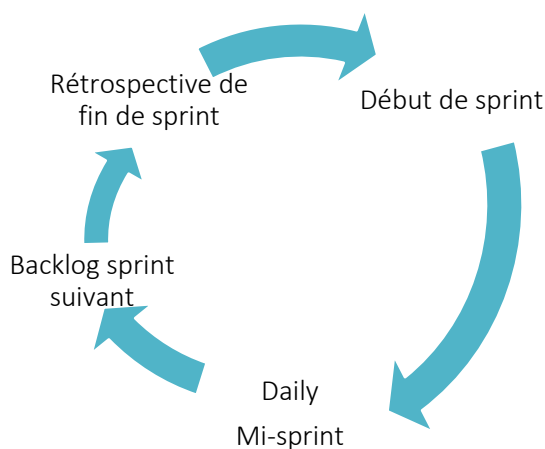 Rétrospective de
fin de sprint
Début de sprint
Backlog sprint
suivant
Daily
Mi-sprint